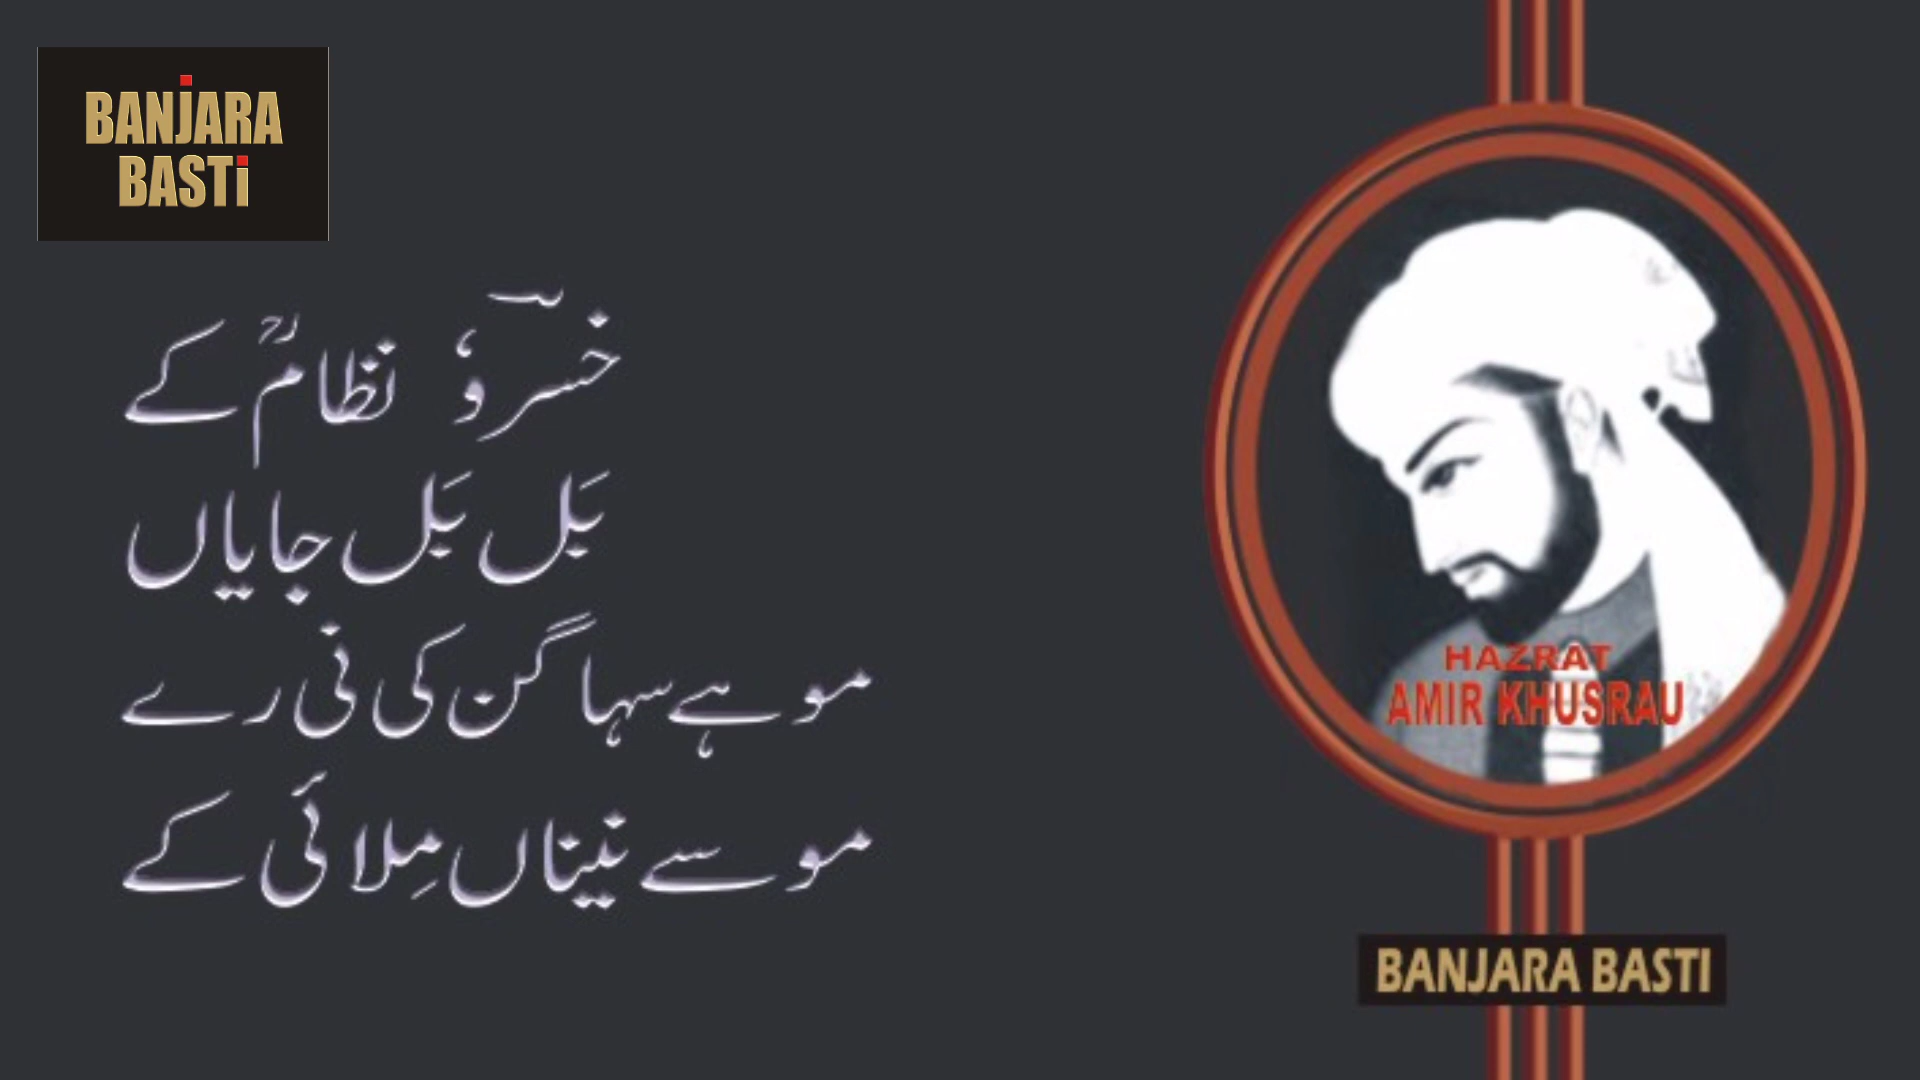 BANJARA
BASTI
خسروؔ، نظامؒ کے
بَل بَل جایاں
موہے سہاگن کی نی رے
موسے نیناں مِلائی کے
HAZRAT
AMIR KHUSRAU
BANJARA BASTI